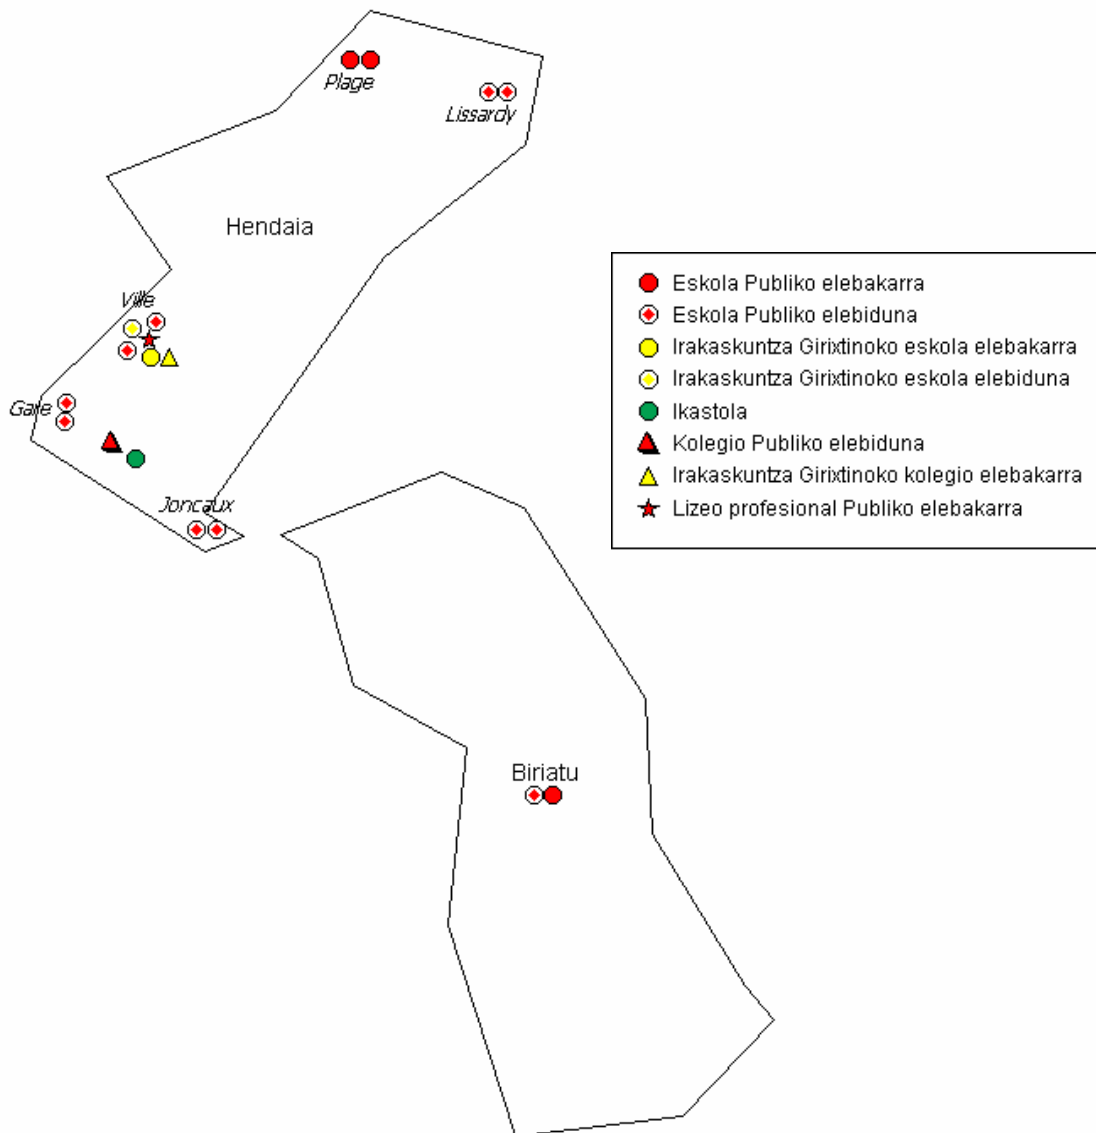 Plage
Lissardy
Hendaia
Ville
Gare
Joncaux
Biriatu
Eskola Publiko elebakarra
Eskola Publiko elebiduna
Irakaskuntza Girixtinoko eskola elebakarra
Irakaskuntza Girixtinoko eskola elebiduna
Ikastola
Kolegio Publiko elebiduna
Irakaskuntza Girixtinoko kolegio elebakarra
Lizeo profesional Publiko elebakarra